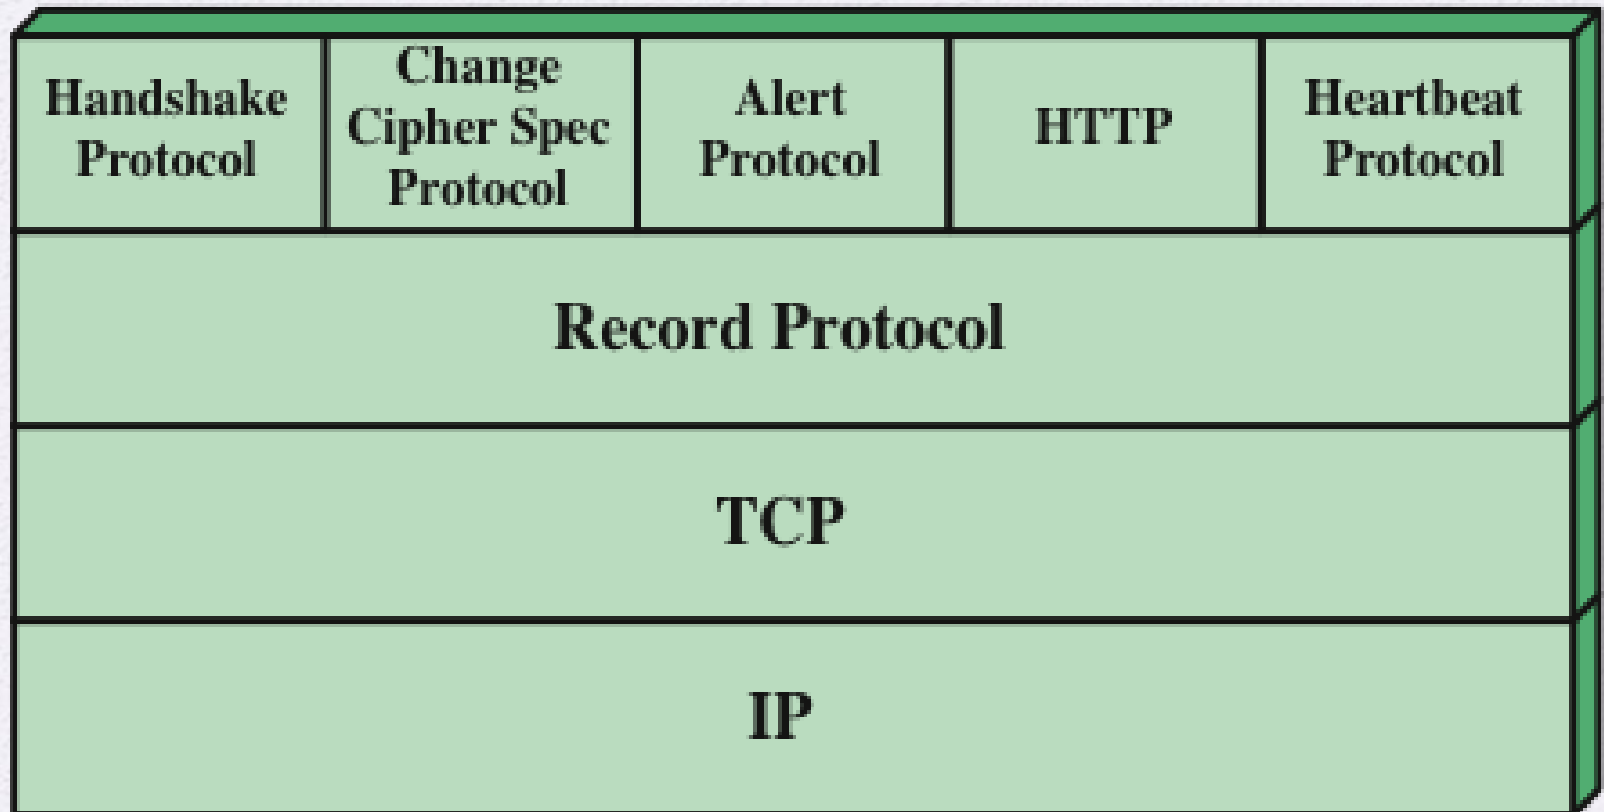 Handshake
Protocol
Change
Cipher Spec
Protocol
Alert
Protocol
HTTP
Heartbeat
Protocol
Record Protocol
TCP
IP